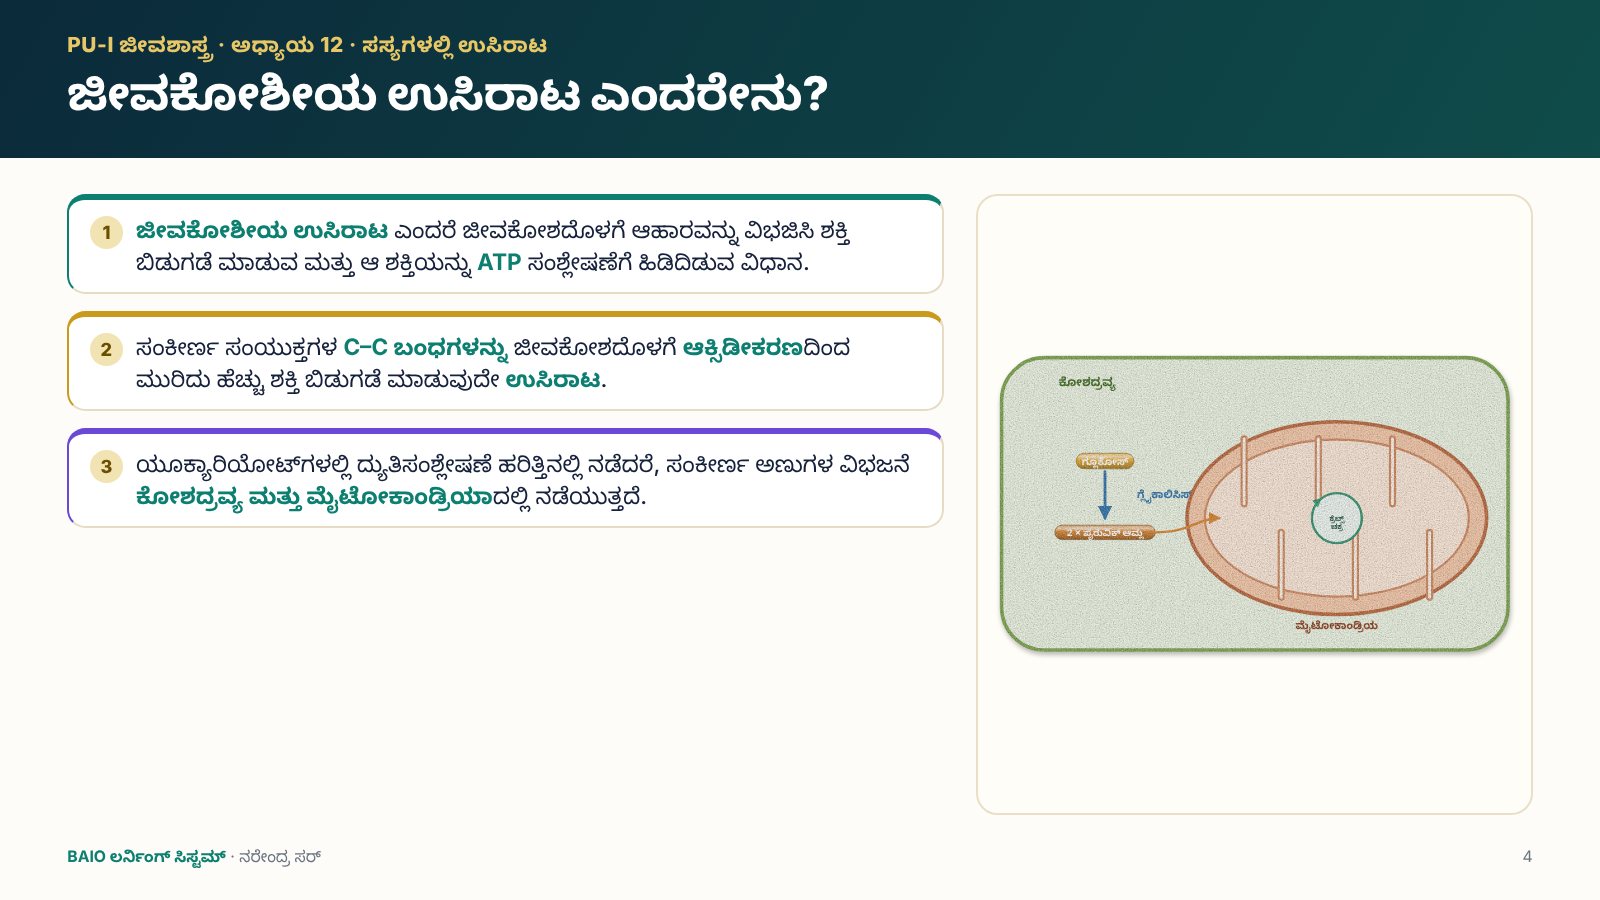 PU-I ಜೀವಶಾಸ್ತ್ರ · ಅಧ್ಯಾಯ 12 · ಸಸ್ಯಗಳಲ್ಲಿ ಉಸಿರಾಟ
ಜೀವಕೋಶೀಯ ಉಸಿರಾಟ ಎಂದರೇನು?
1
ಜೀವಕೋಶೀಯ ಉಸಿರಾಟ ಎಂದರೆ ಜೀವಕೋಶದೊಳಗೆ ಆಹಾರವನ್ನು ವಿಭಜಿಸಿ ಶಕ್ತಿ
ಬಿಡುಗಡೆ ಮಾಡುವ ಮತ್ತು ಆ ಶಕ್ತಿಯನ್ನು ATP ಸಂಶ್ಲೇಷಣೆಗೆ ಹಿಡಿದಿಡುವ ವಿಧಾನ.
2
ಸಂಕೀರ್ಣ ಸಂಯುಕ್ತಗಳ C–C ಬಂಧಗಳನ್ನು ಜೀವಕೋಶದೊಳಗೆ ಆಕ್ಸಿಡೀಕರಣದಿಂದ
ಮುರಿದು ಹೆಚ್ಚು ಶಕ್ತಿ ಬಿಡುಗಡೆ ಮಾಡುವುದೇ ಉಸಿರಾಟ.
3
ಯೂಕ್ಯಾರಿಯೋಟ್‌ಗಳಲ್ಲಿ ದ್ಯುತಿಸಂಶ್ಲೇಷಣೆ ಹರಿತ್ತಿನಲ್ಲಿ ನಡೆದರೆ, ಸಂಕೀರ್ಣ ಅಣುಗಳ ವಿಭಜನೆ
ಕೋಶದ್ರವ್ಯ ಮತ್ತು ಮೈಟೋಕಾಂಡ್ರಿಯಾದಲ್ಲಿ ನಡೆಯುತ್ತದೆ.
ಕೋಶದ್ರವ್ಯ
ಗ್ಲೂಕೋಸ್
ಗ್ಲೈಕಾಲಿಸಿಸ್
2 × ಪೈರುವಿಕ್ ಆಮ್ಲ
ಕ್ರೆಬ್ಸ್
ಚಕ್ರ
ಮೈಟೋಕಾಂಡ್ರಿಯ
BAIO ಲರ್ನಿಂಗ್ ಸಿಸ್ಟಮ್ · ನರೇಂದ್ರ ಸರ್
4